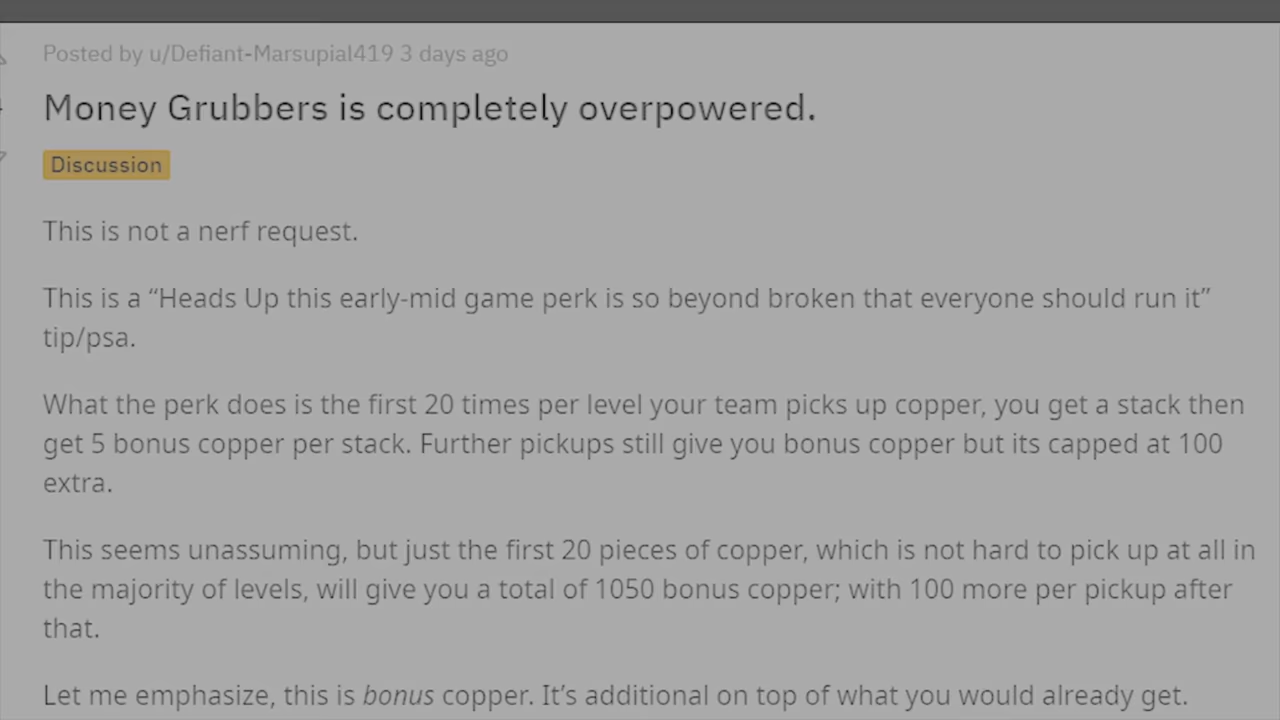 Posted by u/Defiant-Marsupial419 3 days ago
Money Grubbers is completely overpowered.
Discussion
This is not a nerf request.
This is a “Heads Up this early-mid game perk is so beyond broken that everyone should run it”
tip/psa.
What the perk does is the first 20 times per level your team picks up copper, you get a stack then
get 5 bonus copper per stack. Further pickups still give you bonus copper but its capped at 100
extra.
This seems unassuming, but just the first 20 pieces of copper, which is not hard to pick up at all in
the majority of levels, will give you a total of 1050 bonus copper; with 100 more per pickup after
that.
Let me emphasize, this is bonus copper. It’s additional on top of what you would already get.